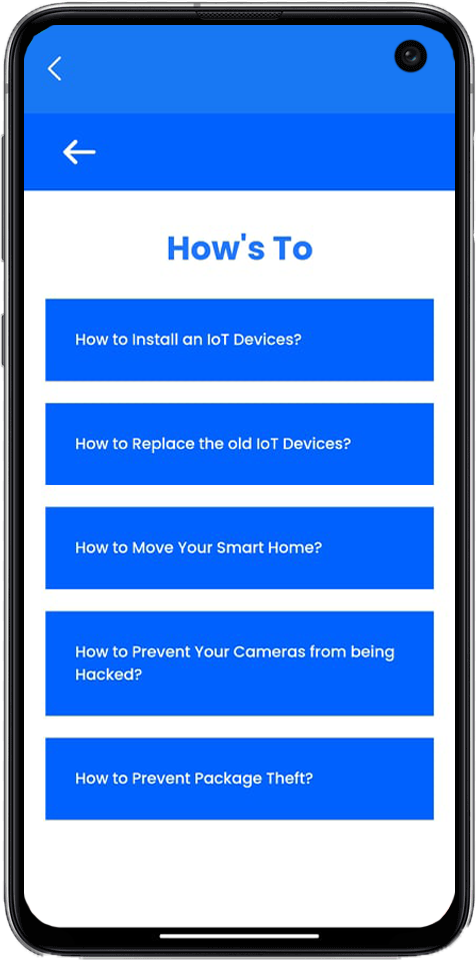 How's To
How to Install an IoT Devices?
How to Replace the old IoT Devices?
How to Move Your Smart Home?
How to Prevent Your Cameras from being
Hacked?
How to Prevent Package Theft?